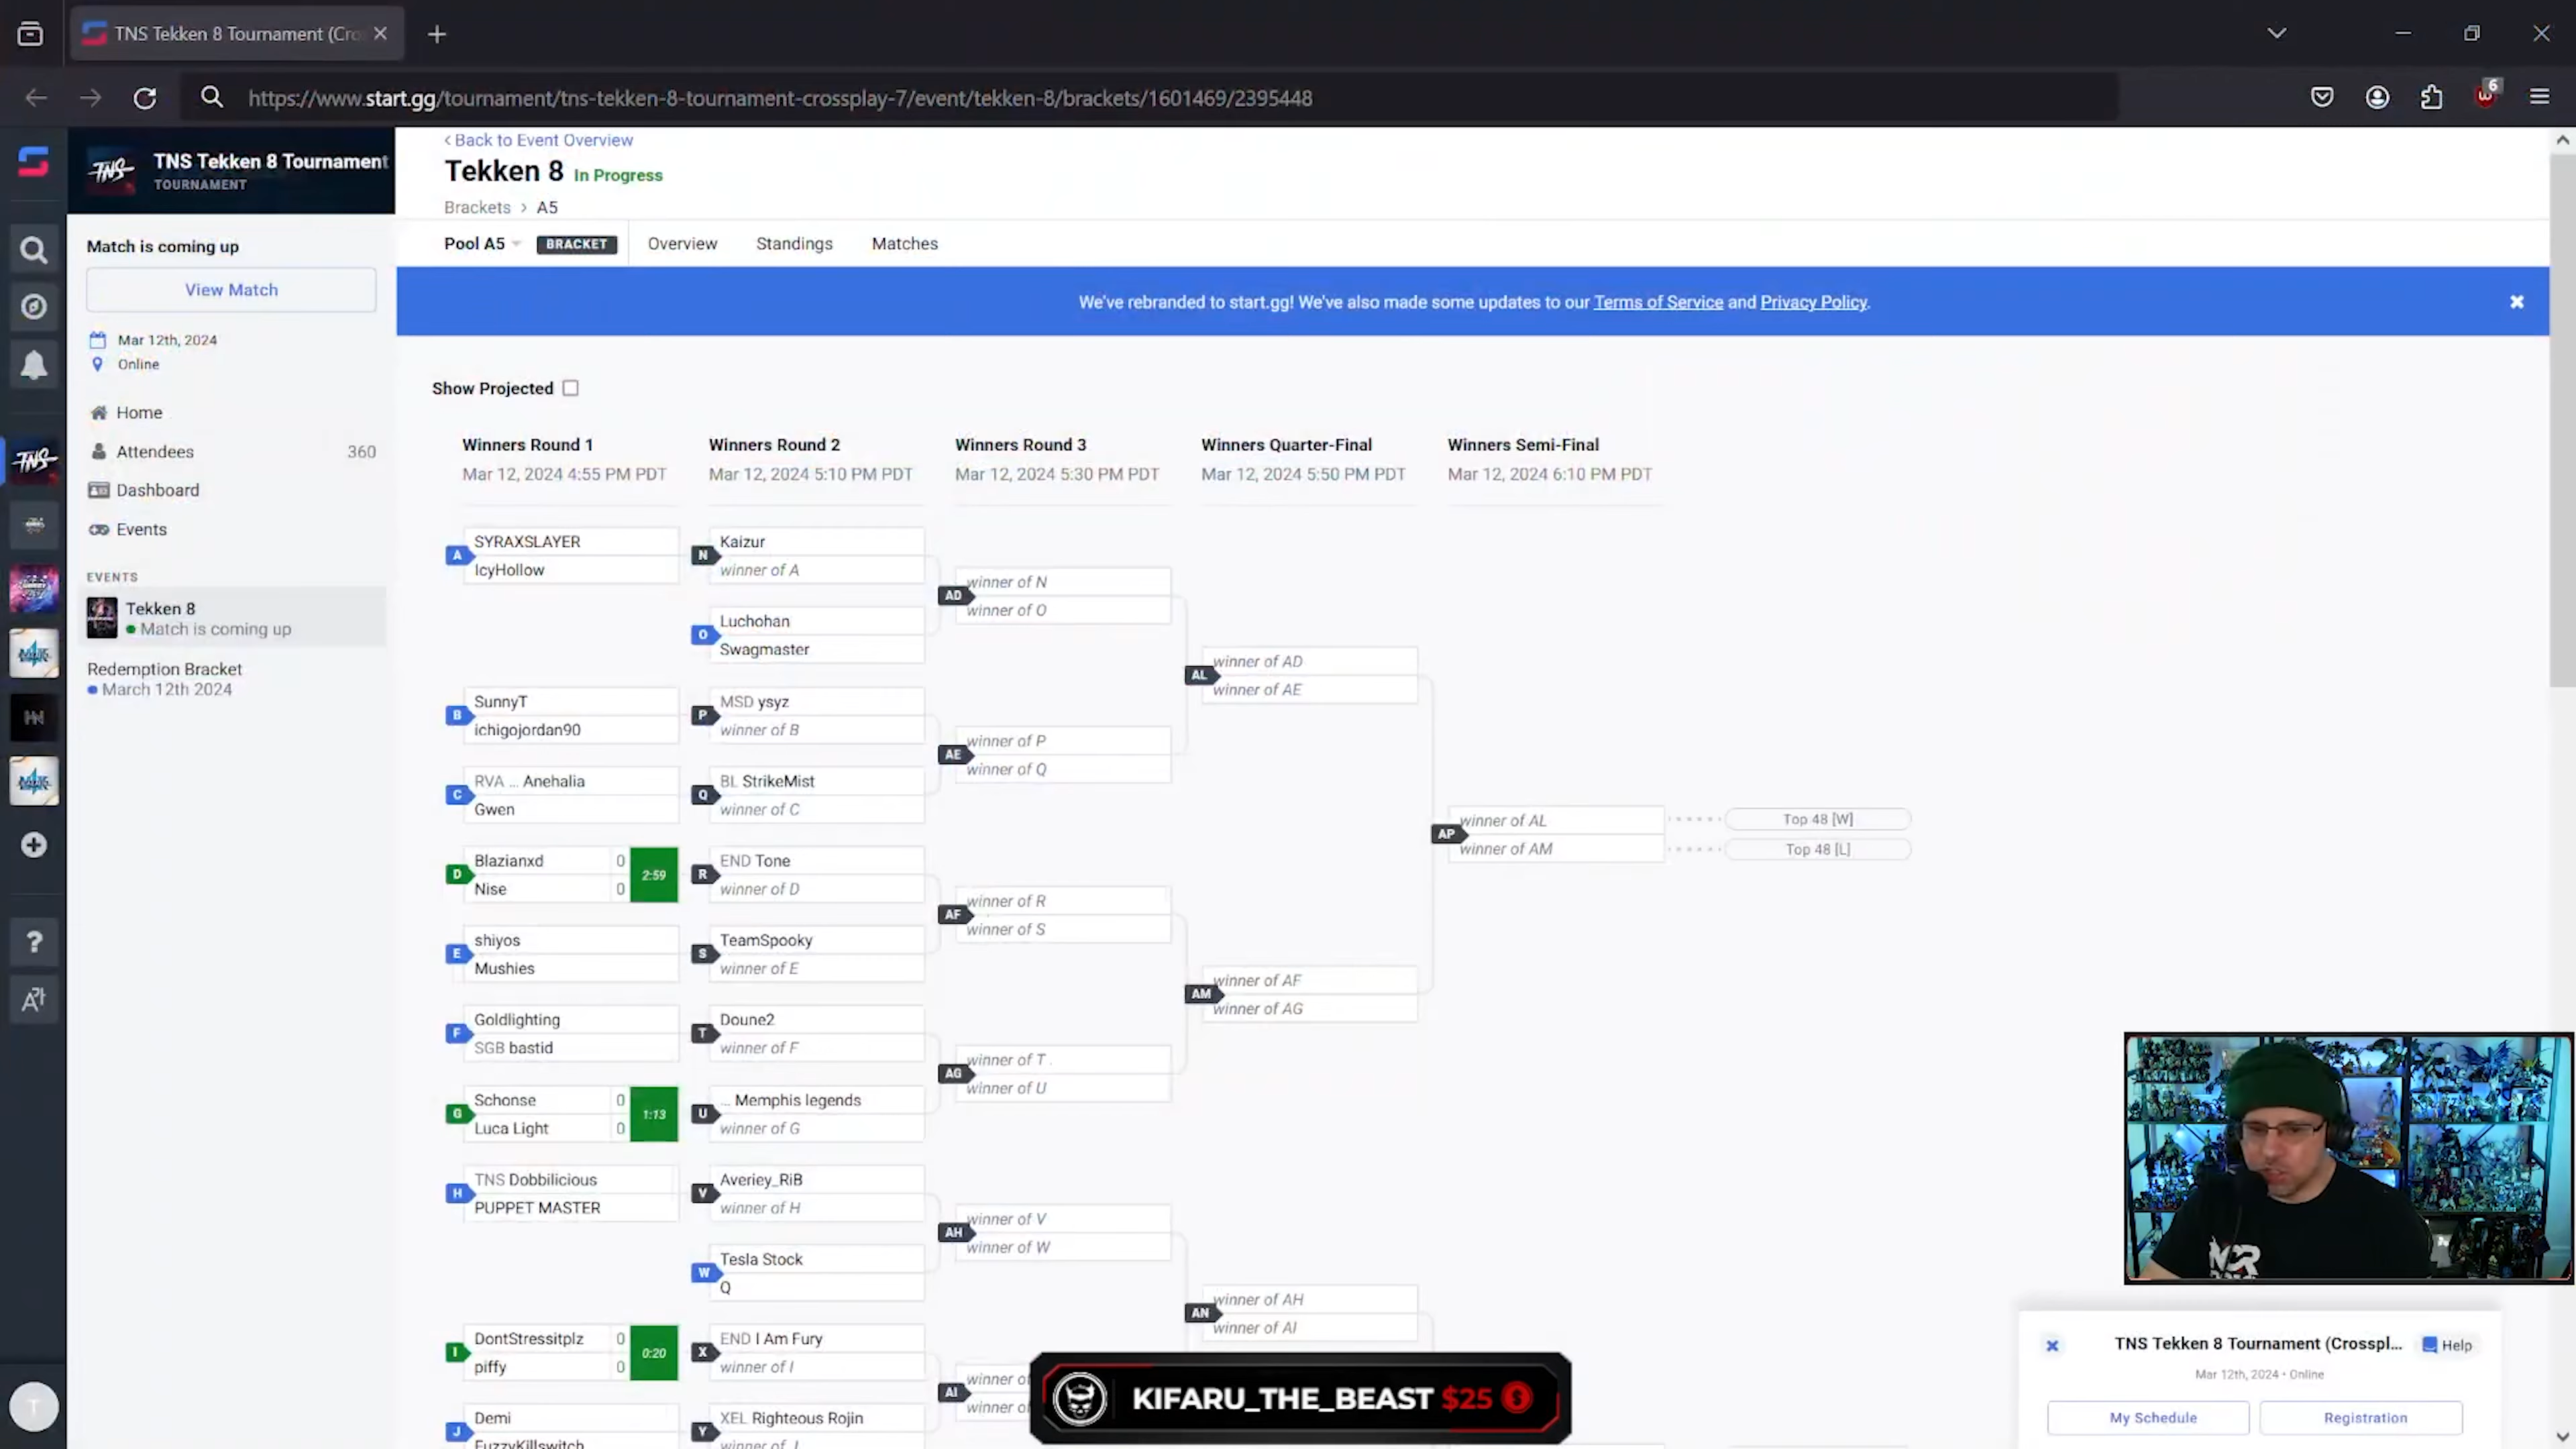 TNS Tekken 8 Tournament (Cro
https://www.start.gg/tournament/tns-tekken-8-tournament-crossplay-7/event/tekken-8/brackets/1601469/2395448
6
TNS
TNS Tekken 8 Tournament
TOURNAMENT
Match is coming up
View Match
Mar 12th, 2024
Online
Home
Attendees 360
Dashboard
Events
EVENTS
Tekken 8
Match is coming up
Redemption Bracket
March 12th 2024
TNS
T
Back to Event Overview
Tekken 8 In Progress
Brackets > A5
Pool A5 BRACKET Overview Standings Matches
We've rebranded to start.gg! We've also made some updates to our Terms of Service and Privacy Policy.
Show Projected
Winners Round 1
Mar 12, 2024 4:55 PM PDT
Winners Round 2
Mar 12, 2024 5:10 PM PDT
Winners Round 3
Mar 12, 2024 5:30 PM PDT
Winners Quarter-Final
Mar 12, 2024 5:50 PM PDT
Winners Semi-Final
Mar 12, 2024 6:10 PM PDT
A
SYRAXSLAYER
IcyHollow
B
SunnyT
ichigojordan90
C
RVA ... Anehalia
Gwen
D
Blazianxd 0
Nise 0
2:59
E
shiyos
Mushies
F
Goldlighting
SGB bastid
G
Schonse 0
Luca Light 0
1:13
H
TNS Dobbilicious
PUPPET MASTER
I
DontStressitplz 0
piffy 0
0:20
J
Demi
FuzzyKillswitch
N
Kaizur
winner of A
O
Luchohan
Swagmaster
P
MSD ysyz
winner of B
Q
BL StrikeMist
winner of C
R
END Tone
winner of D
S
TeamSpooky
winner of E
T
Doune2
winner of F
U
... Memphis legends
winner of G
V
Averiey_RiB
winner of H
W
Tesla Stock
Q
X
END I Am Fury
winner of I
Y
XEL Righteous Rojin
winner of J
AD
winner of N
winner of O
AE
winner of P
winner of Q
AF
winner of R
winner of S
AG
winner of T
winner of U
AH
winner of V
winner of W
AI
winner of
winner of
AL
winner of AD
winner of AE
AM
winner of AF
winner of AG
AN
winner of AH
winner of AI
AP
winner of AL
winner of AM
Top 48 [W]
Top 48 [L]
KIFARU_THE_BEAST $25
TNS Tekken 8 Tournament (Crosspl... Help
Mar 12th, 2024 • Online
My Schedule Registration